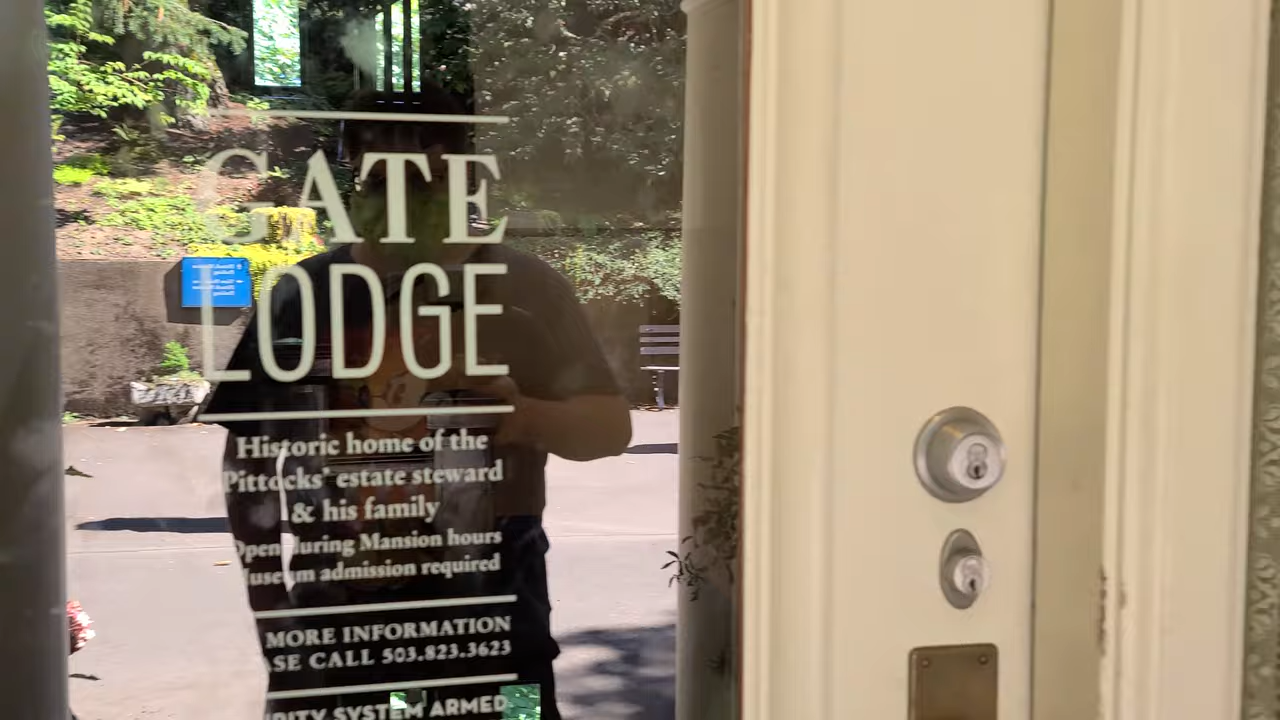 GATE
LODGE
Historic home of the
Pittocks' estate steward
& his family
Open during Mansion hours
Museum admission required
MORE INFORMATION
CALL 503.823.3623
SYSTEM ARMED